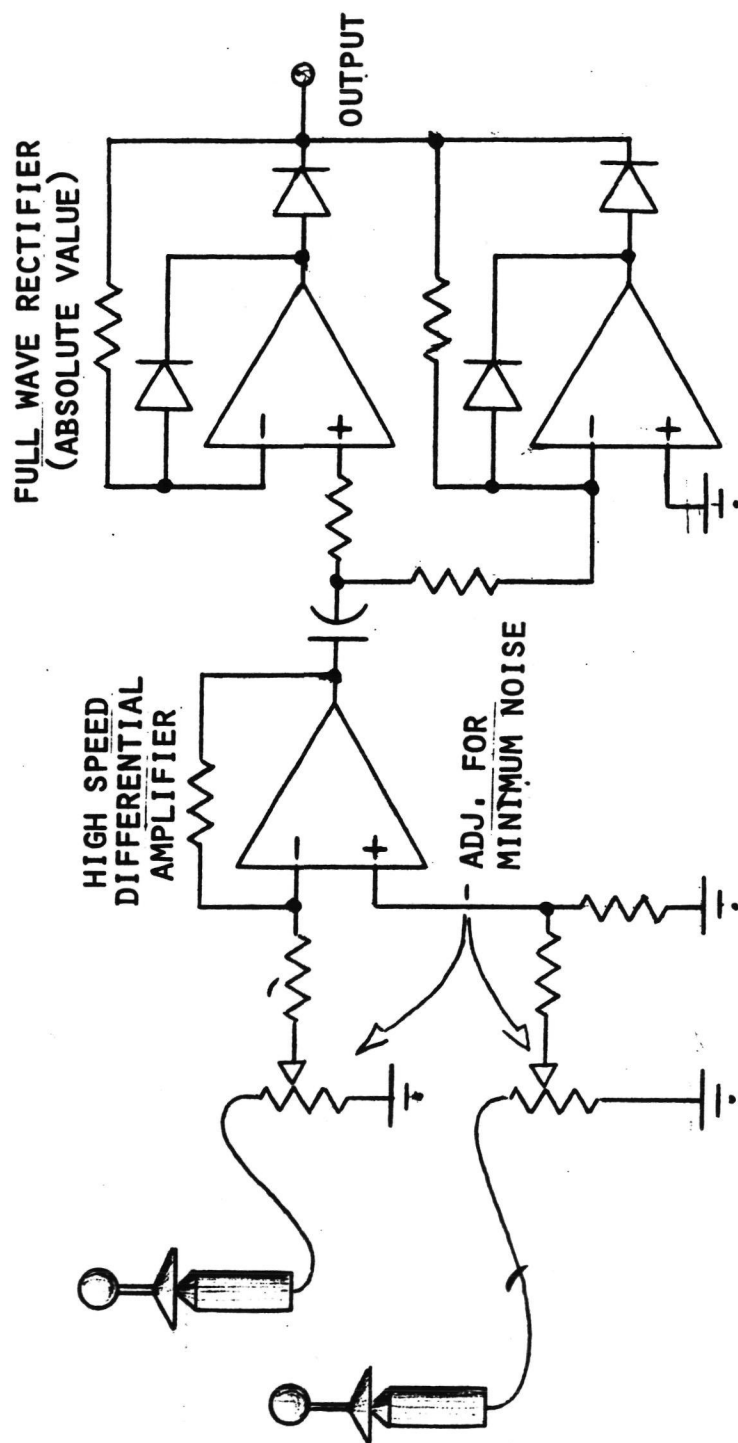 FULL WAVE RECTIFIER
(ABSOLUTE VALUE)
OUTPUT
HIGH SPEED
DIFFERENTIAL
AMPLIFIER
- ADJ. FOR
MINIMUM NOISE
-
+
-
+
-
+